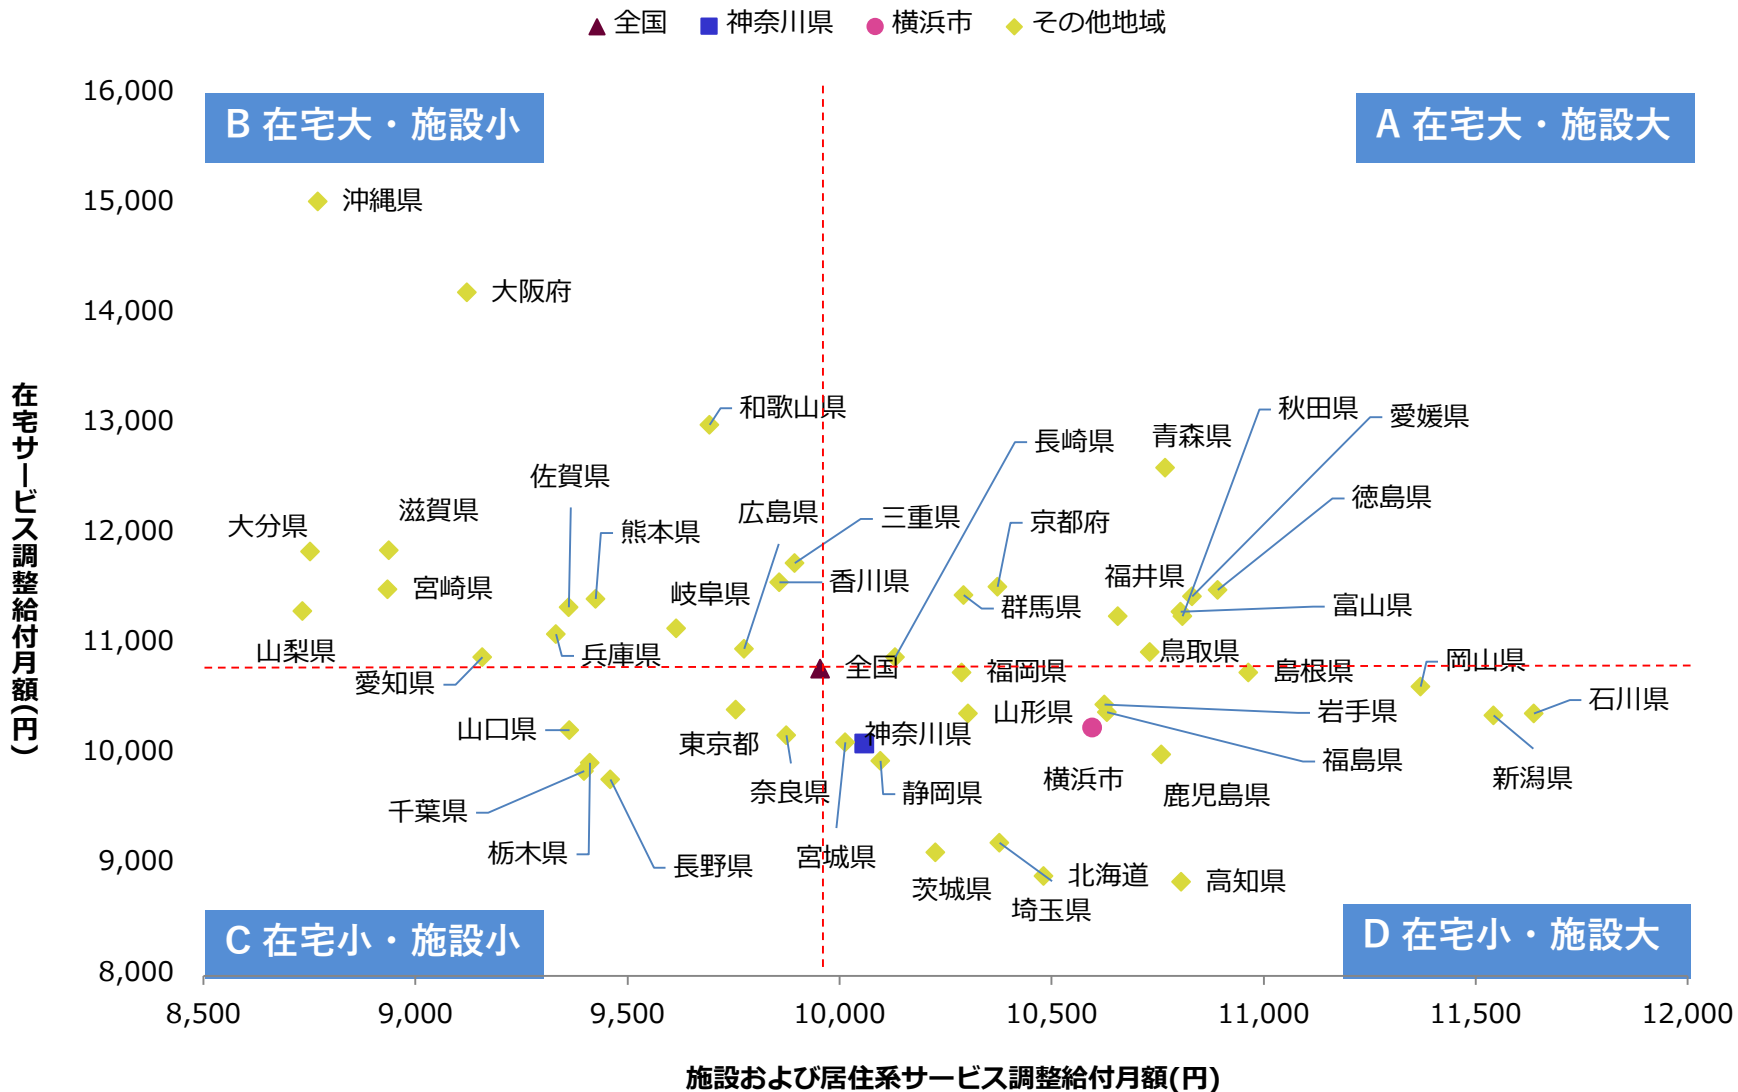 全国 神奈川県 横浜市 その他地域
16,000
B 在宅大・施設小
A 在宅大・施設大
15,000
沖縄県
大阪府
14,000
在宅サービス調整給付月額(円)
13,000
和歌山県
秋田県
愛媛県
長崎県
青森県
佐賀県
滋賀県
大分県
熊本県
広島県
三重県
京都府
徳島県
12,000
宮崎県
岐阜県
香川県
群馬県
福井県
富山県
11,000
山梨県
愛知県
兵庫県
全国
福岡県
鳥取県
島根県
岡山県
石川県
山口県
東京都
神奈川県
山形県
岩手県
10,000
千葉県
奈良県
静岡県
横浜市
鹿児島県
福島県
新潟県
栃木県
長野県
宮城県
9,000
茨城県
北海道
埼玉県
高知県
C 在宅小・施設小
D 在宅小・施設大
8,000
8,500 9,000 9,500 10,000 10,500 11,000 11,500 12,000
施設および居住系サービス調整給付月額(円)